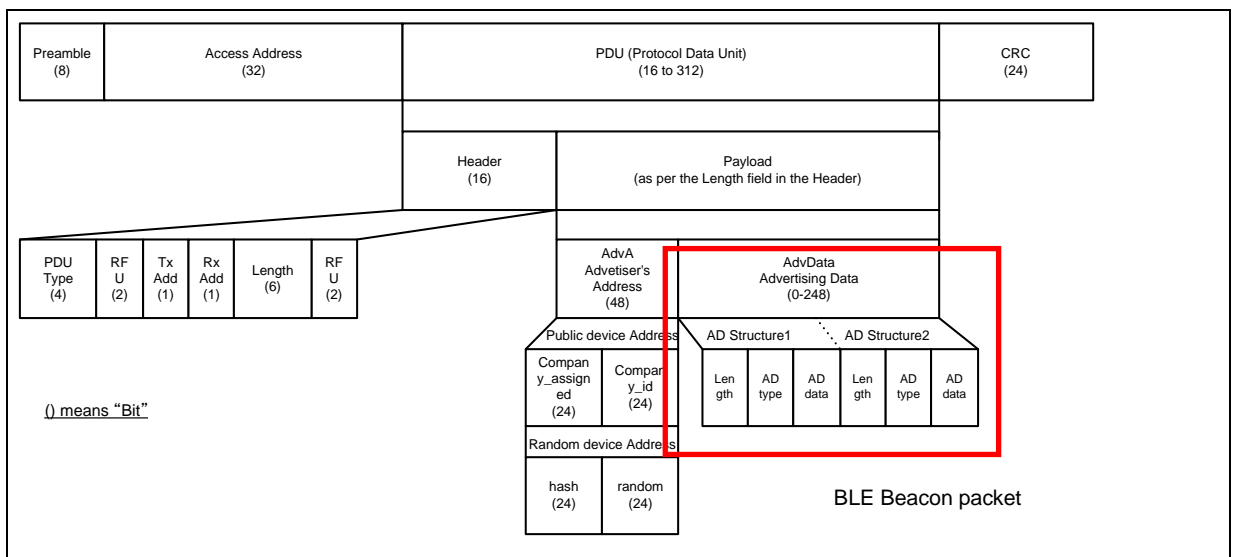 Preamble
(8)
Access Address
(32)
PDU (Protocol Data Unit)
(16 to 312)
CRC
(24)
Header
(16)
Payload
(as per the Length field in the Header)
PDU
Type
(4)
RF
U
(2)
Tx
Add
(1)
Rx
Add
(1)
Length
(6)
RF
U
(2)
AdvA
Advetiser's
Address
(48)
AdvData
Advertising Data
(0-248)
Public device Address
AD Structure1
AD Structure2
Compan
y_assign
ed
(24)
Compan
y_id
(24)
Len
gth
AD
type
AD
data
Len
gth
AD
type
AD
data
() means “Bit”
Random device Address
hash
(24)
random
(24)
BLE Beacon packet